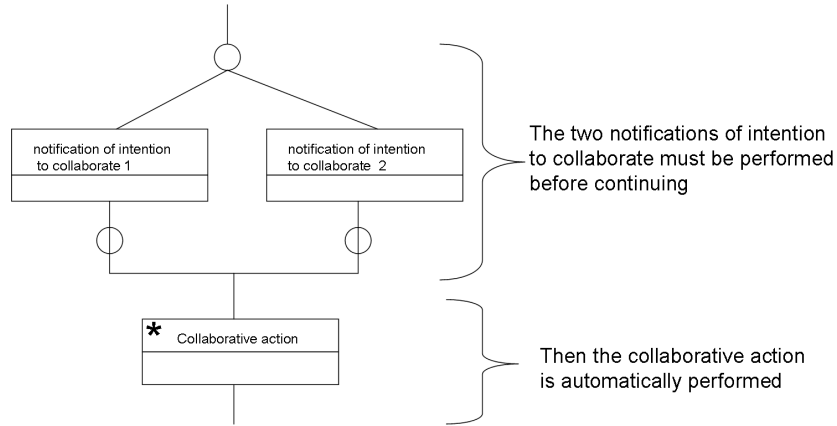 notification of intention
to collaborate 1
notification of intention
to collaborate 2
The two notifications of intention
to collaborate must be performed
before continuing
* Collaborative action
Then the collaborative action
is automatically performed